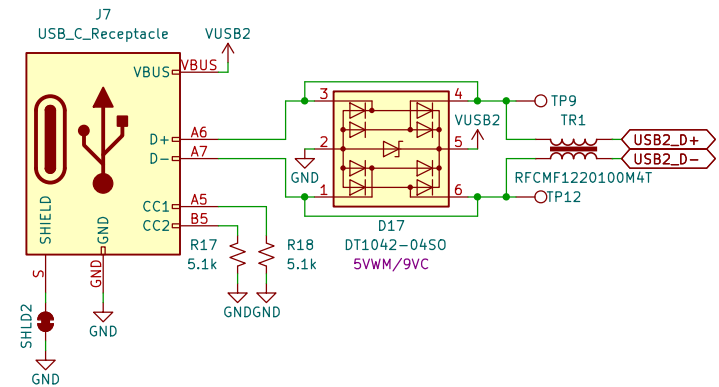 J7
USB_C_Receptacle
VUSB2
VBUS
VBUS
3
4
TP9
VUSB2
TR1
D+
A6
D-
A7
2
5
USB2_D+
USB2_D-
GND
1
6
RFCMF1220100M4T
TP12
CC1
A5
CC2
B5
SHIELD
GND
D17
DT1042-04SO
5VWM/9VC
R17
5.1k
R18
5.1k
S
GND
GND
GND
SHLD2
GND
GND